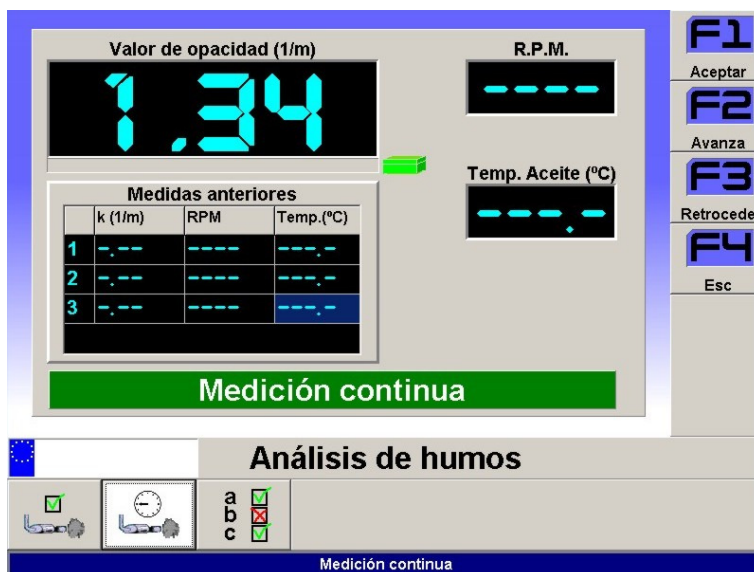 Valor de opacidad (1/m)
1.34
R.P.M.
----
Temp. Aceite (ºC)
---.-
Medidas anteriores
k (1/m) RPM Temp.(ºC)
1 -.-- ---- ---.-
2 -.-- ---- ---.-
3 -.-- ---- ---.-
Medición continua
F1
Aceptar
F2
Avanza
F3
Retrocede
F4
Esc
Análisis de humos
a
b
c
Medición continua